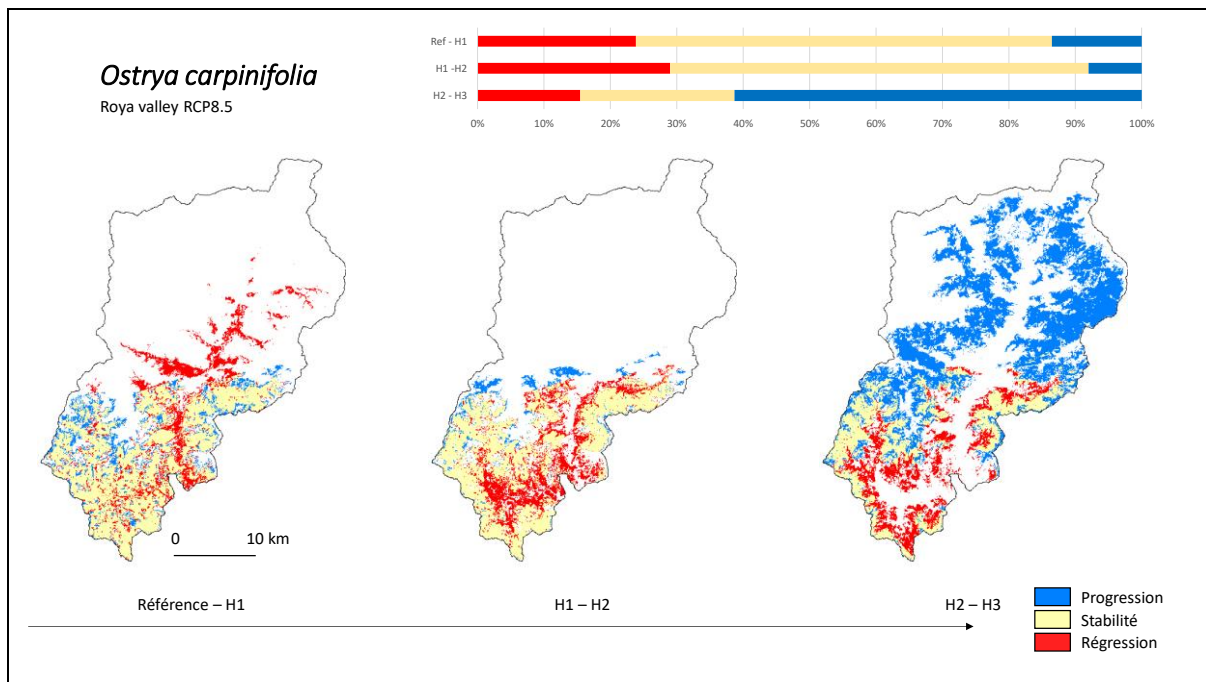 Ostrya carpinifolia
Roya valley RCP8.5
Ref - H1
H1 -H2
H2 - H3
0% 10% 20% 30% 40% 50% 60% 70% 80% 90% 100%
0 10 km
Référence – H1 H1 – H2 H2 – H3
Progression
Stabilité
Régression